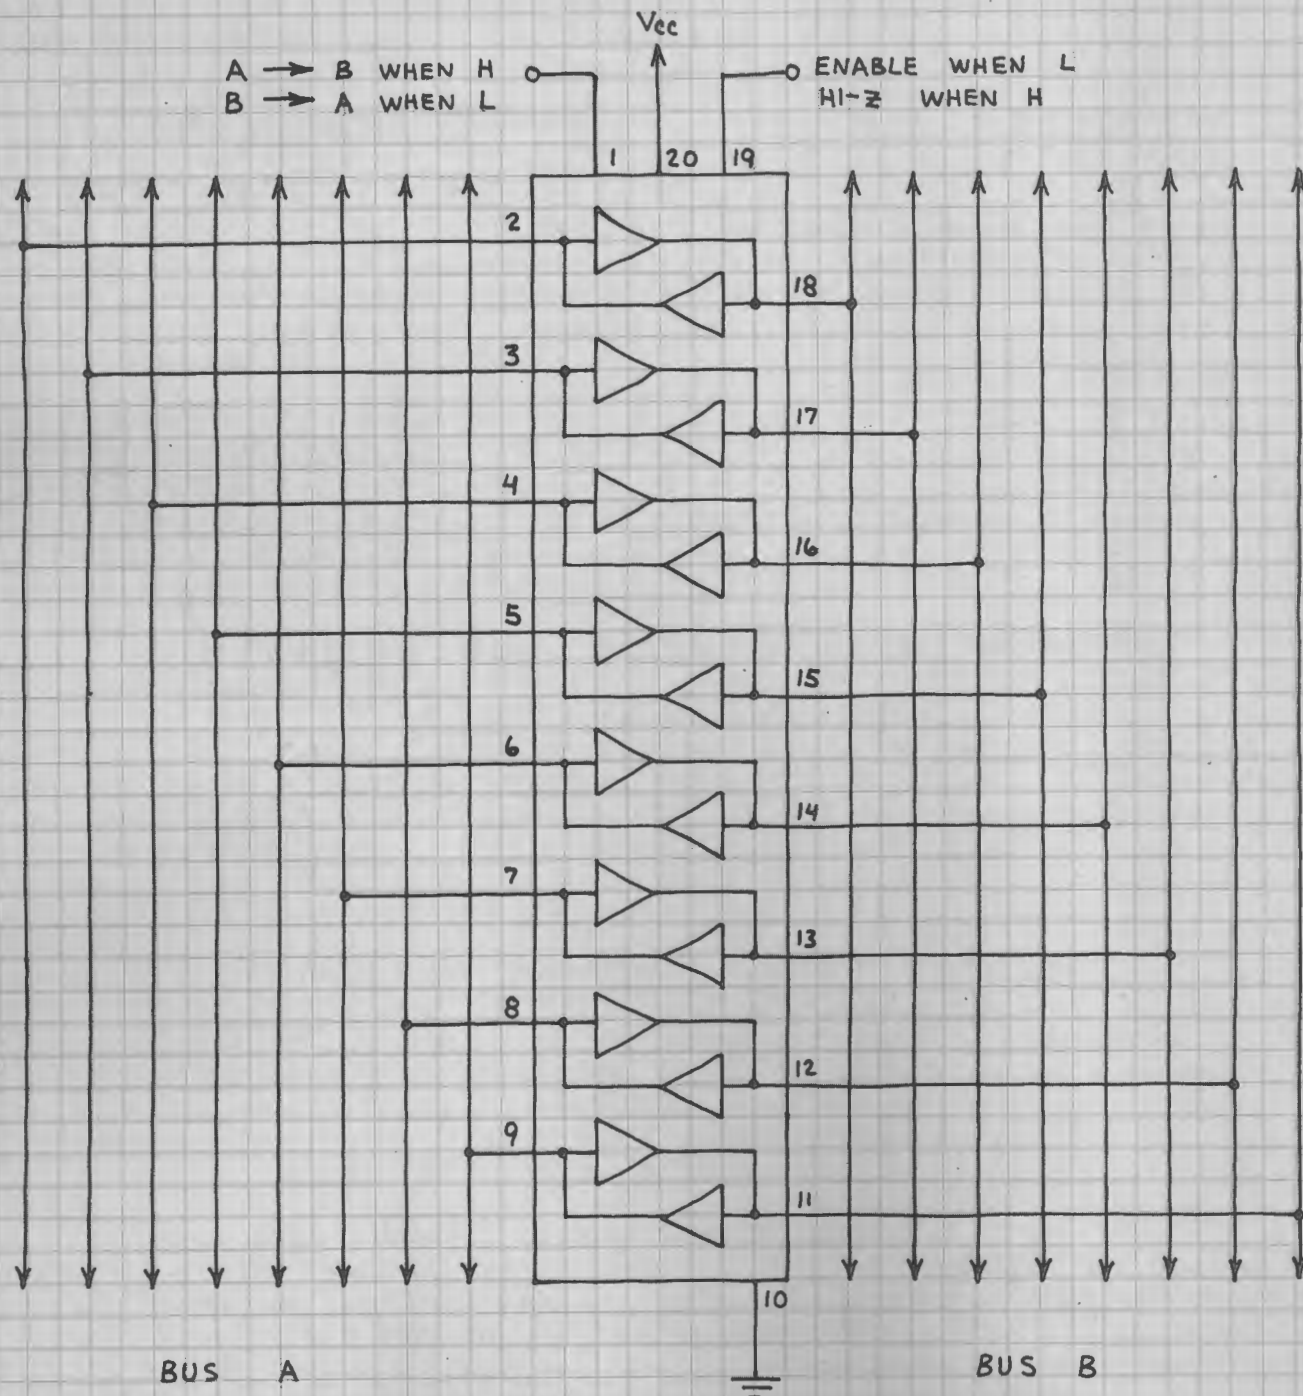 Vcc
A → B WHEN H
B → A WHEN L
ENABLE WHEN L
HI-Z WHEN H
1 20 19
2
18
3
17
4
16
5
15
6
14
7
13
8
12
9
11
10
BUS A
BUS B